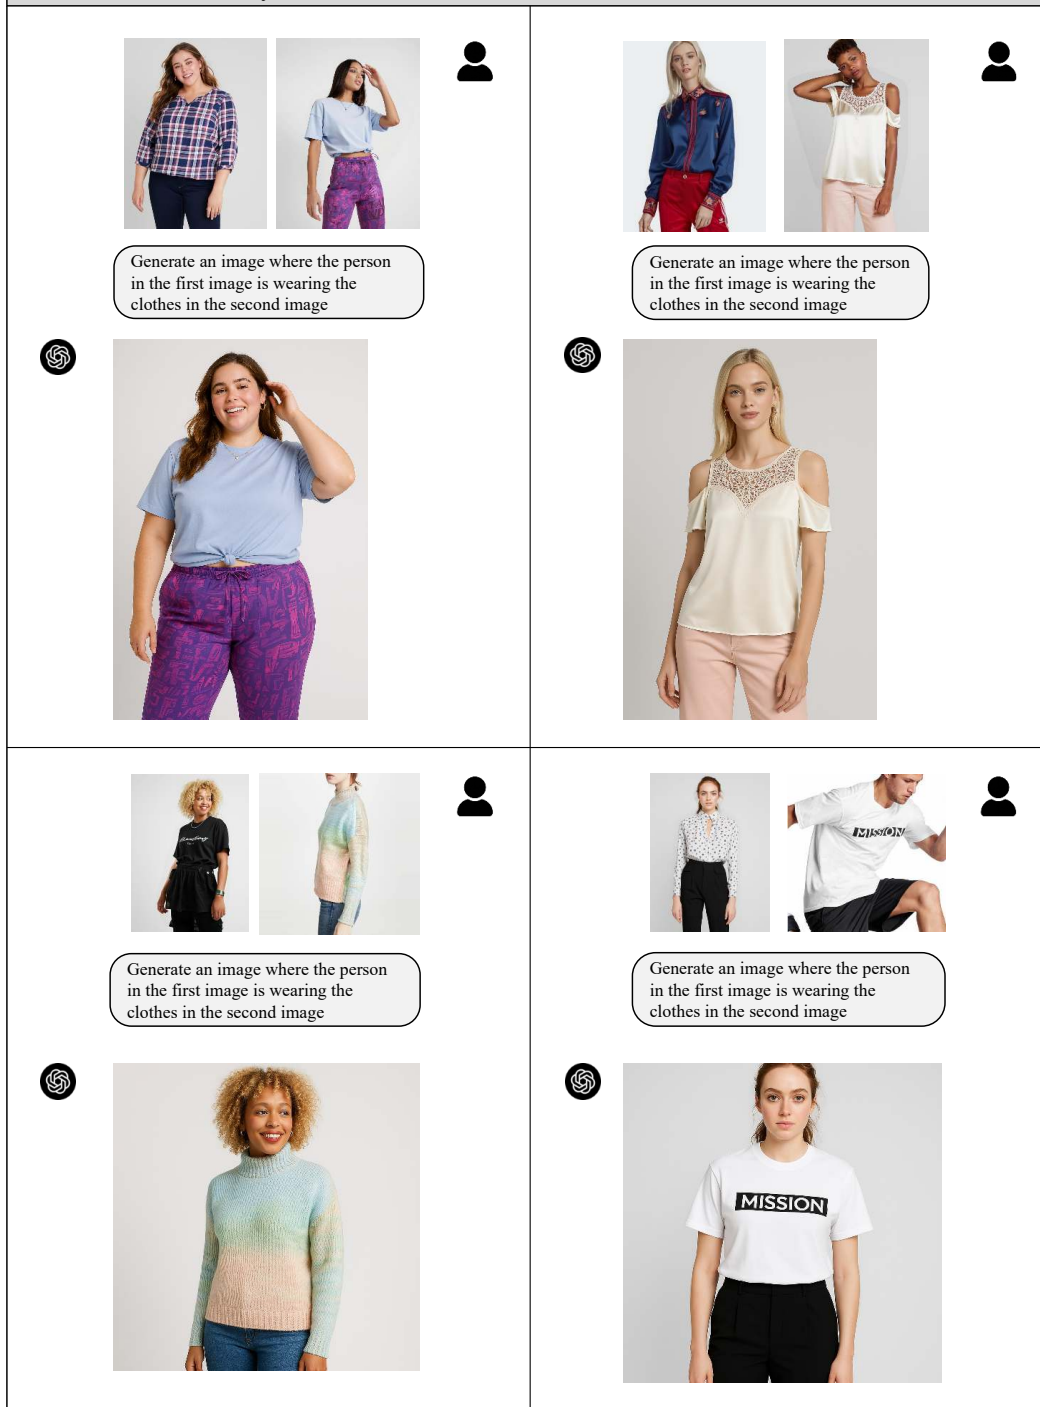 Generate an image where the person
in the first image is wearing the
clothes in the second image
Generate an image where the person
in the first image is wearing the
clothes in the second image
Generate an image where the person
in the first image is wearing the
clothes in the second image
MISSION
Generate an image where the person
in the first image is wearing the
clothes in the second image
MISSION